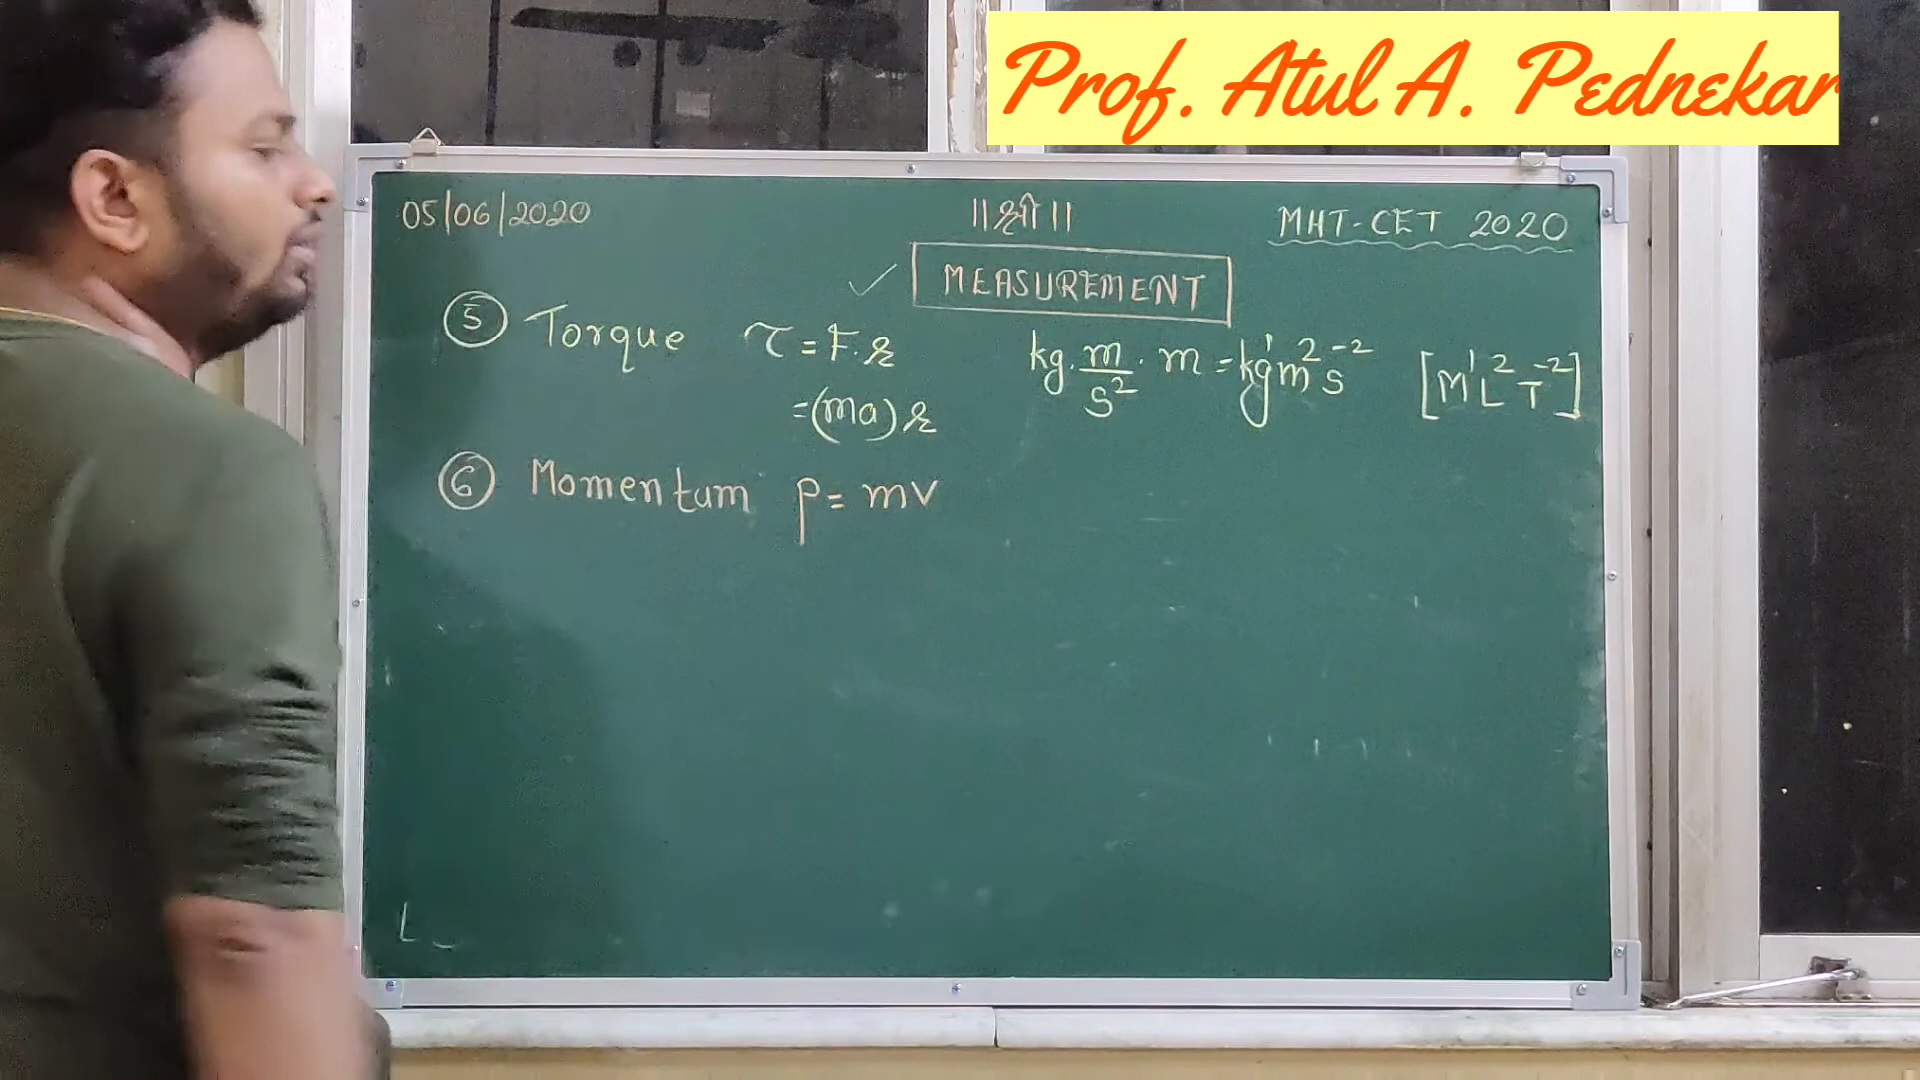 Prof. Atul A. Pednekar
05/06/2020 ॥ श्री ॥ MHT-CET 2020
MEASUREMENT
⑤ Torque τ = F.r kg. m/s² . m = kg¹m²s⁻² [M¹L²T⁻²]
= (ma) r
⑥ Momentum p = mv